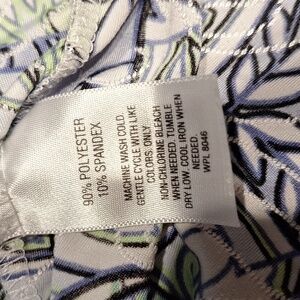 90% POLYESTER
10% SPANDEX
MACHINE WASH COLD.
GENTLE CYCLE WITH LIKE
COLORS. ONLY
NON-CHLORINE BLEACH
WHEN NEEDED. TUMBLE
DRY LOW. COOL IRON WHEN
NEEDED.
WPL 8046